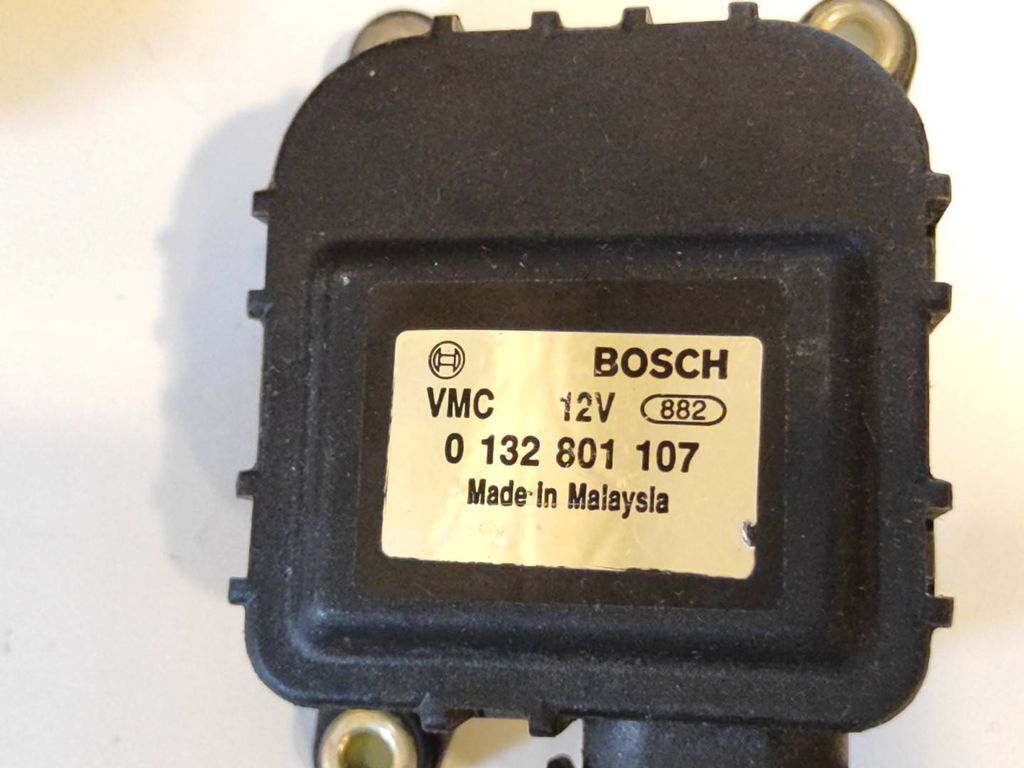 BOSCH
VMC 12V 882
0 132 801 107
Made in Malaysia